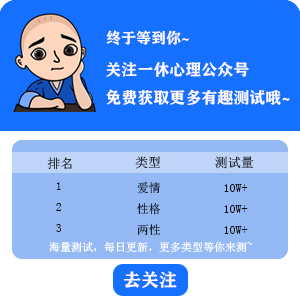 终于等到你~
关注一休心理公众号
免费获取更多有趣测试哦~
排名 类型 测试量
1 爱情 10W+
2 性格 10W+
3 两性 10W+
海量测试，每日更新，更多类型等你来测~
去关注